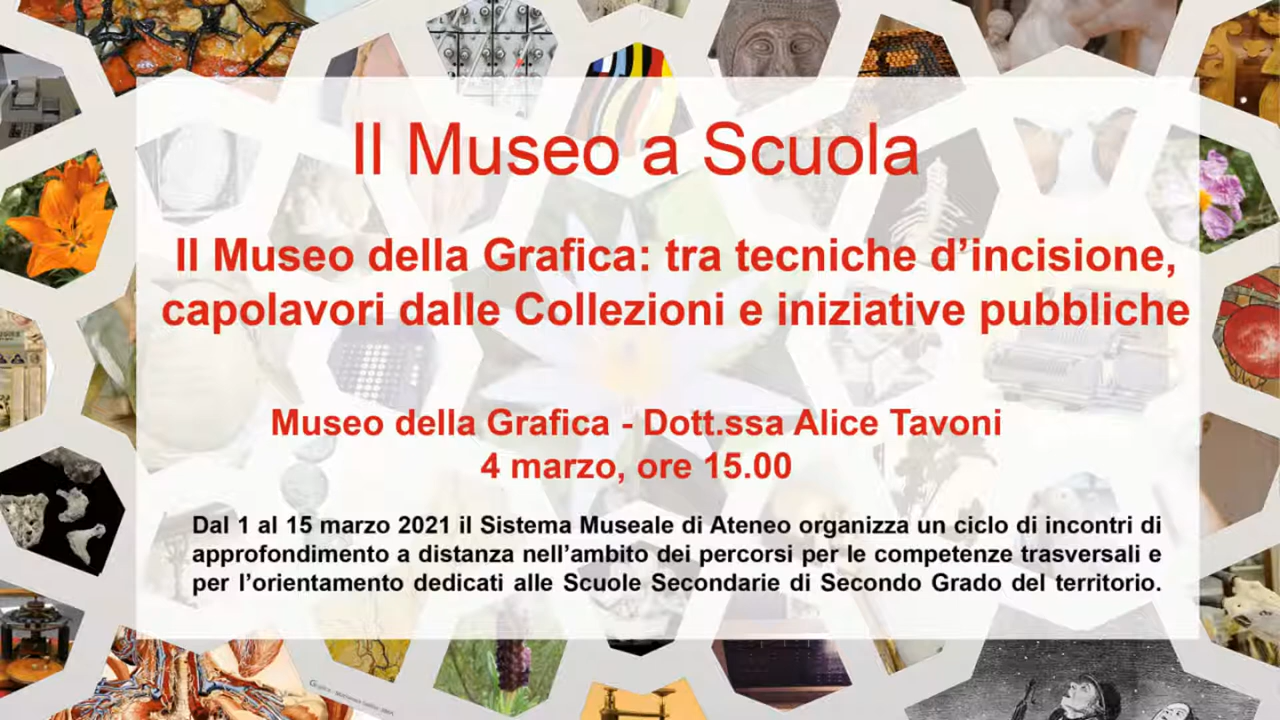 Il Museo a Scuola
Il Museo della Grafica: tra tecniche d'incisione,
capolavori dalle Collezioni e iniziative pubbliche
Museo della Grafica - Dott.ssa Alice Tavoni
4 marzo, ore 15.00
Dal 1 al 15 marzo 2021 il Sistema Museale di Ateneo organizza un ciclo di incontri di
approfondimento a distanza nell'ambito dei percorsi per le competenze trasversali e
per l'orientamento dedicati alle Scuole Secondarie di Secondo Grado del territorio.